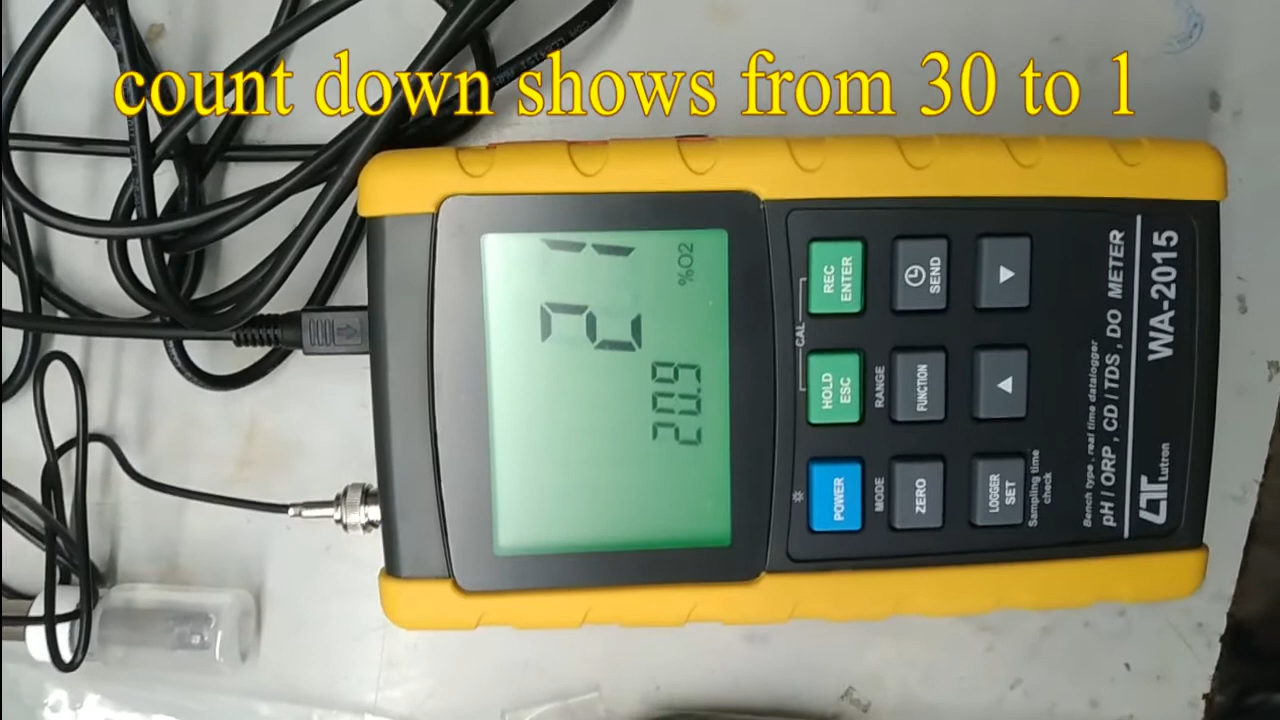 count down shows from 30 to 1
21
%O2
20.9
REC
ENTER
SEND
▼
CAL
HOLD
ESC
RANGE
FUNCTION
▲
POWER
MODE
ZERO
LOGGER
SET
Sampling time
check
Bench type , real time datalogger
pH / ORP , CD / TDS , DO METER
WA-2015
Lutron